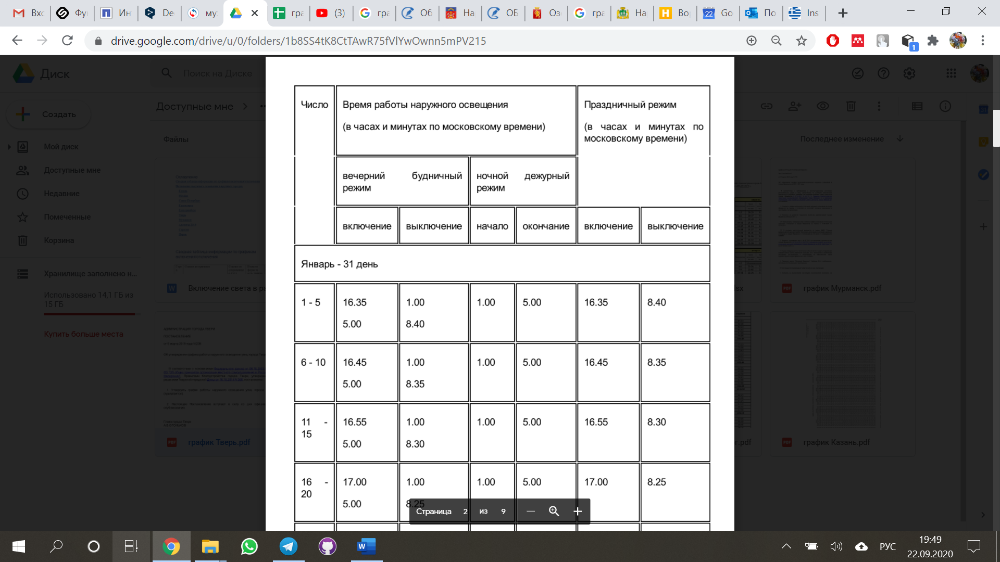 Вхо
Фу
Ин
De
му
гра
(3)
гра
Об
На
ОБ
Оз
гра
На
Во
Go
По
Ins
drive.google.com/drive/u/0/folders/1b8SS4tK8CtTAwR75fVlYwOwnn5mPV215
1
Диск
Поиск на Диске
Создать
Доступные мне
Файлы
Последнее изменение
Мой диск
Доступные мне
Недавние
Помеченные
Корзина
Хранилище заполнено н...
Использовано 14,1 ГБ из
15 ГБ
Купить больше места
Включение света в ра
график Тверь.pdf
sx
график Мурманск.pdf
г.pdf
график Казань.pdf
АДМИНИСТРАЦИЯ ГОРОДА ТВЕРИ
ПОСТАНОВЛЕНИЕ
Число
Время работы наружного освещения
(в часах и минутах по московскому времени)
Праздничный режим
(в часах и минутах по
московскому времени)
вечерний будничный
режим
ночной дежурный
режим
включение выключение начало окончание включение выключение
Январь - 31 день
1 - 5 16.35 1.00 1.00 5.00 16.35 8.40
5.00 8.40
6 - 10 16.45 1.00 1.00 5.00 16.45 8.35
5.00 8.35
11 - 16.55 1.00 1.00 5.00 16.55 8.30
15
5.00 8.30
16 - 17.00 1.00 1.00 5.00 17.00 8.25
20
5.00 8.25
Страница 2 из 9
W
РУС
19:49
22.09.2020